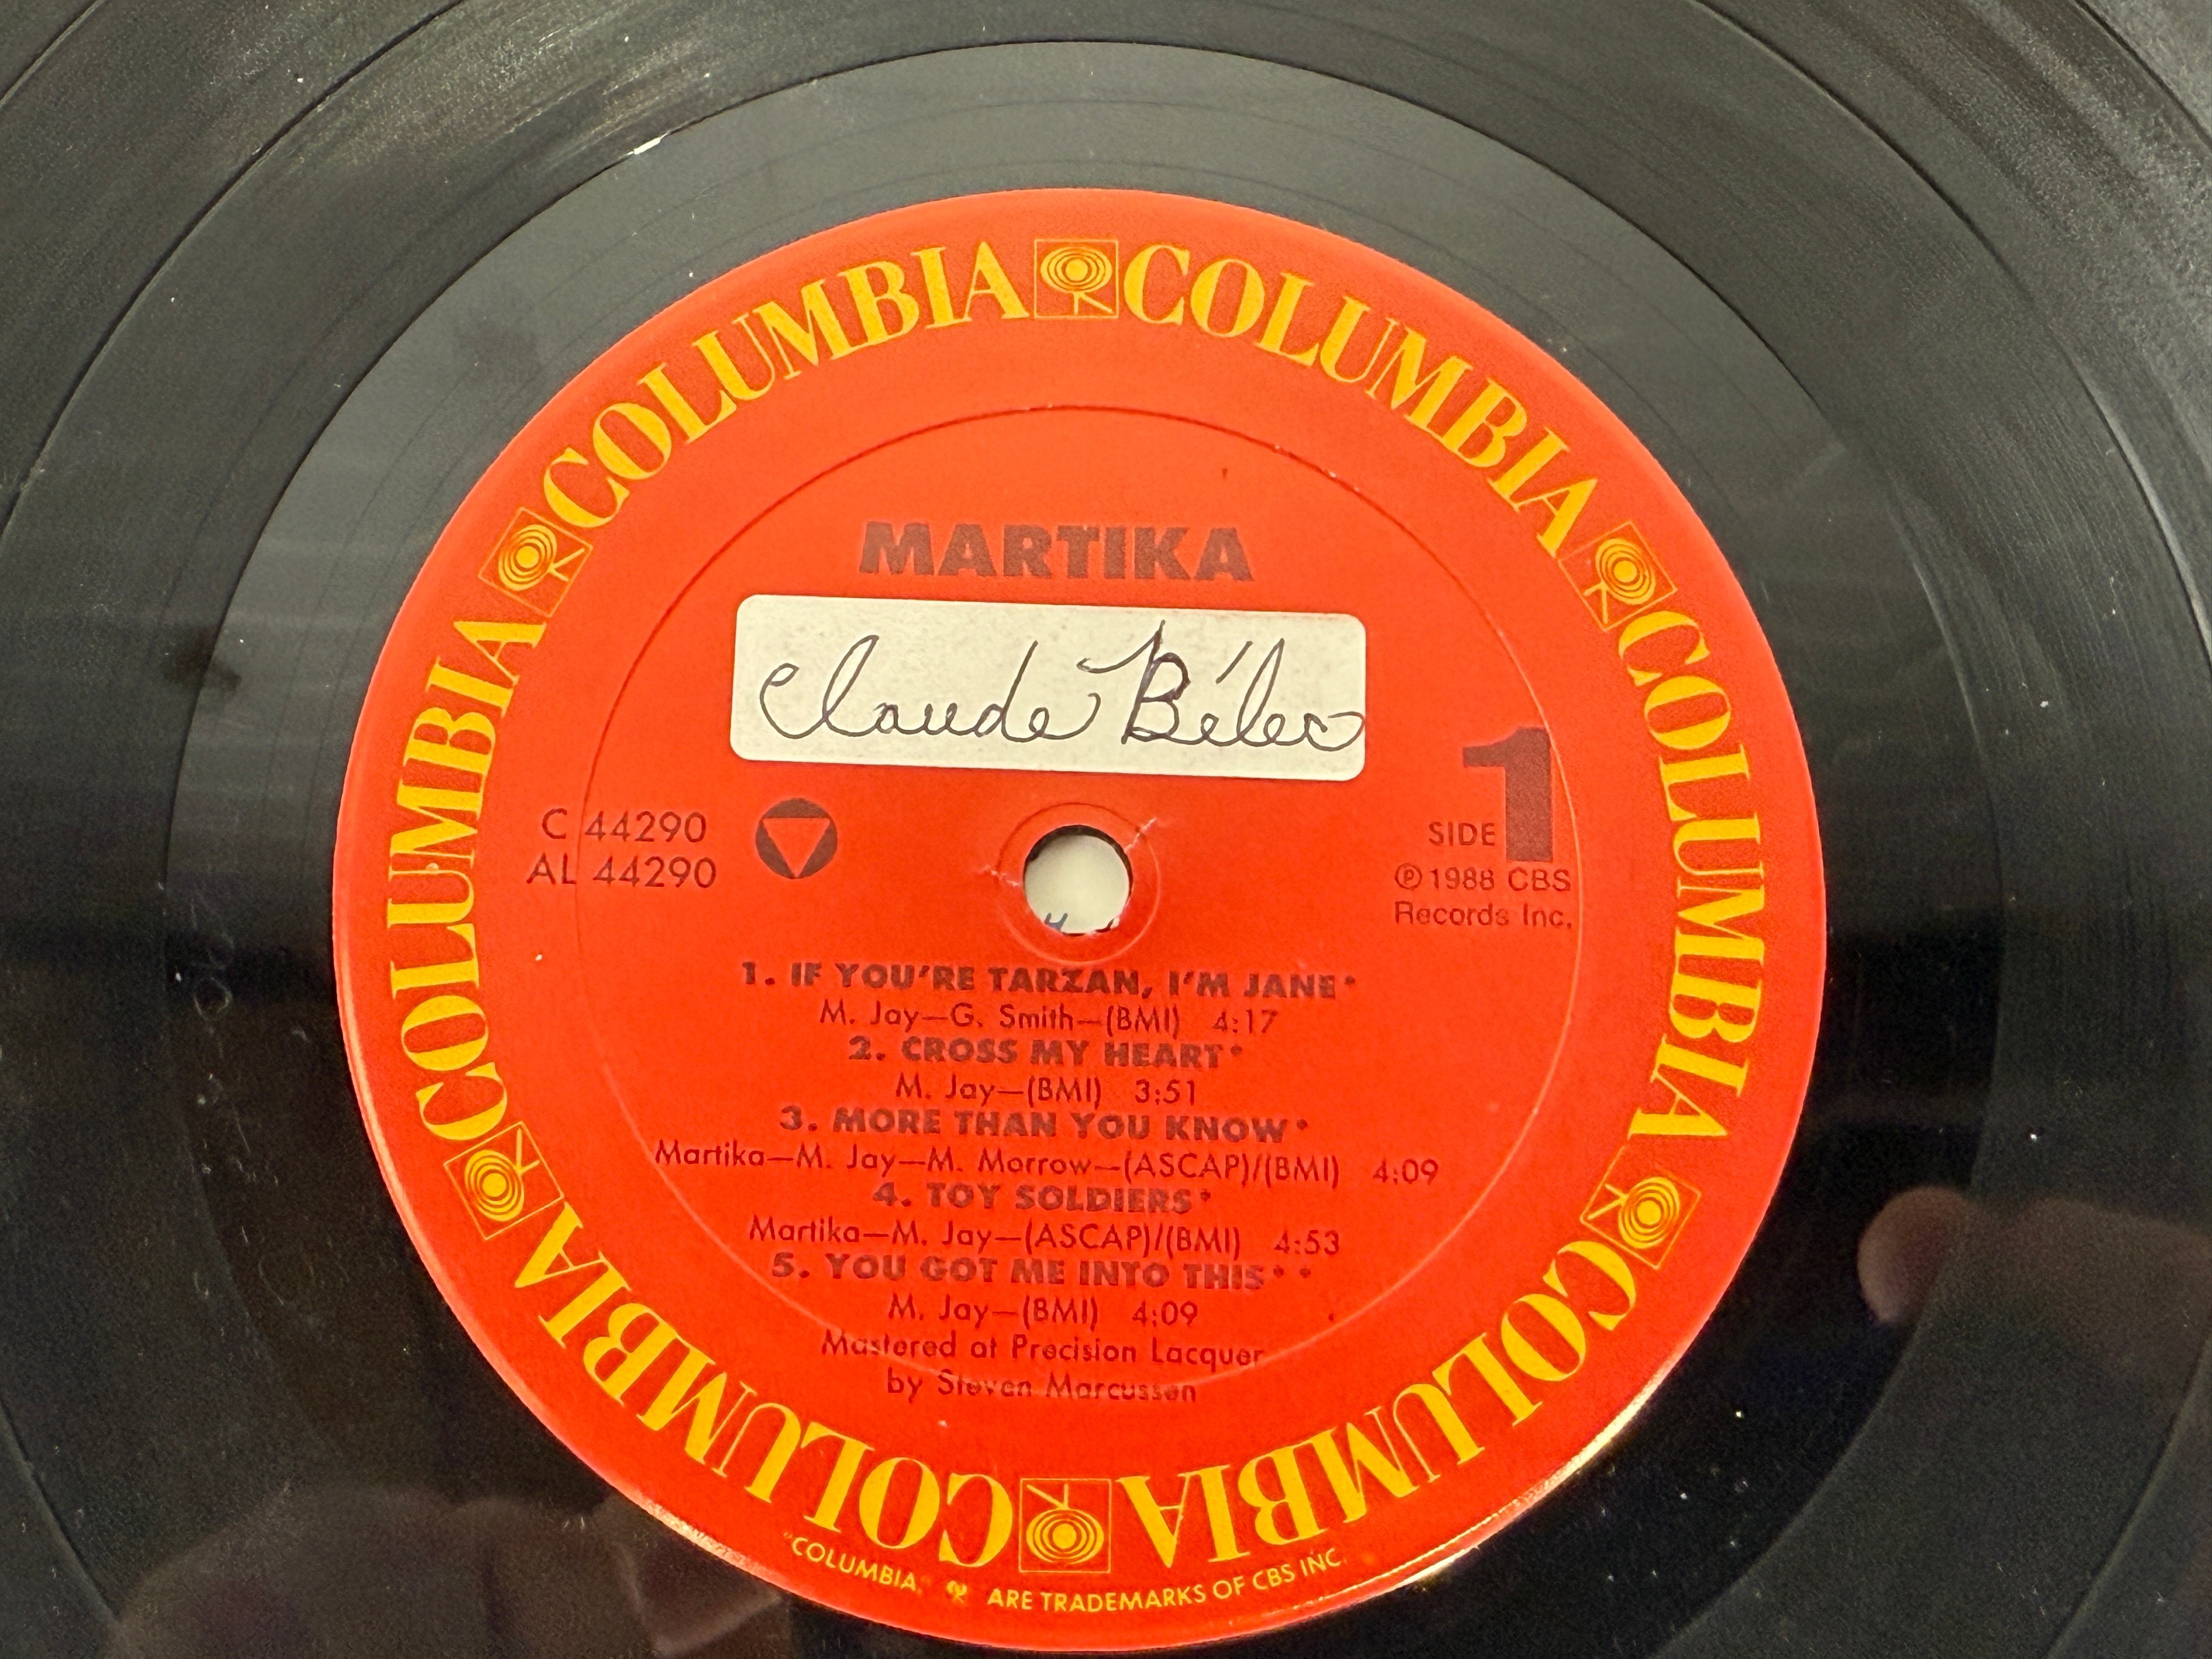 COLUMBIA COLUMBIA COLUMBIA COLUMBIA COLUMBIA COLUMBIA
MARTIKA
Claude Bélec
C 44290
AL 44290
SIDE 1
℗ 1988 CBS
Records Inc.
1. IF YOU'RE TARZAN, I'M JANE*
M. Jay—G. Smith—(BMI) 4:17
2. CROSS MY HEART*
M. Jay—(BMI) 3:51
3. MORE THAN YOU KNOW*
Martika—M. Jay—M. Morrow—(ASCAP)/(BMI) 4:09
4. TOY SOLDIERS*
Martika—M. Jay—(ASCAP)/(BMI) 4:53
5. YOU GOT ME INTO THIS**
M. Jay—(BMI) 4:09
Mastered at Precision Lacquer
by Steven Marcussen
"COLUMBIA," ARE TRADEMARKS OF CBS INC.